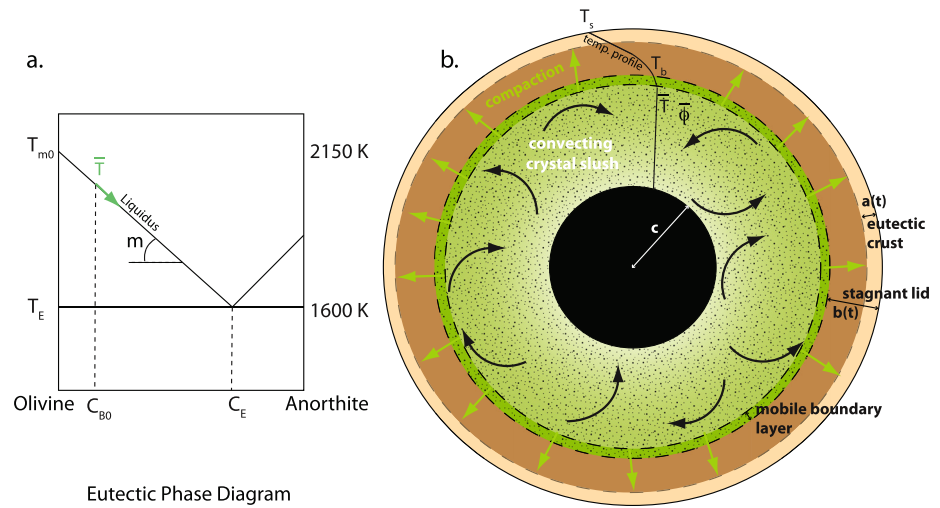 a.
T_m0
2150 K
T̄
Liquidus
m
T_E
1600 K
Olivine
C_B0
C_E
Anorthite
Eutectic Phase Diagram
b.
T_s
temp. profile
T_b
compaction
T̄ ϕ̄
convecting
crystal slush
c
a(t)
eutectic
crust
stagnant lid
b(t)
mobile boundary
layer